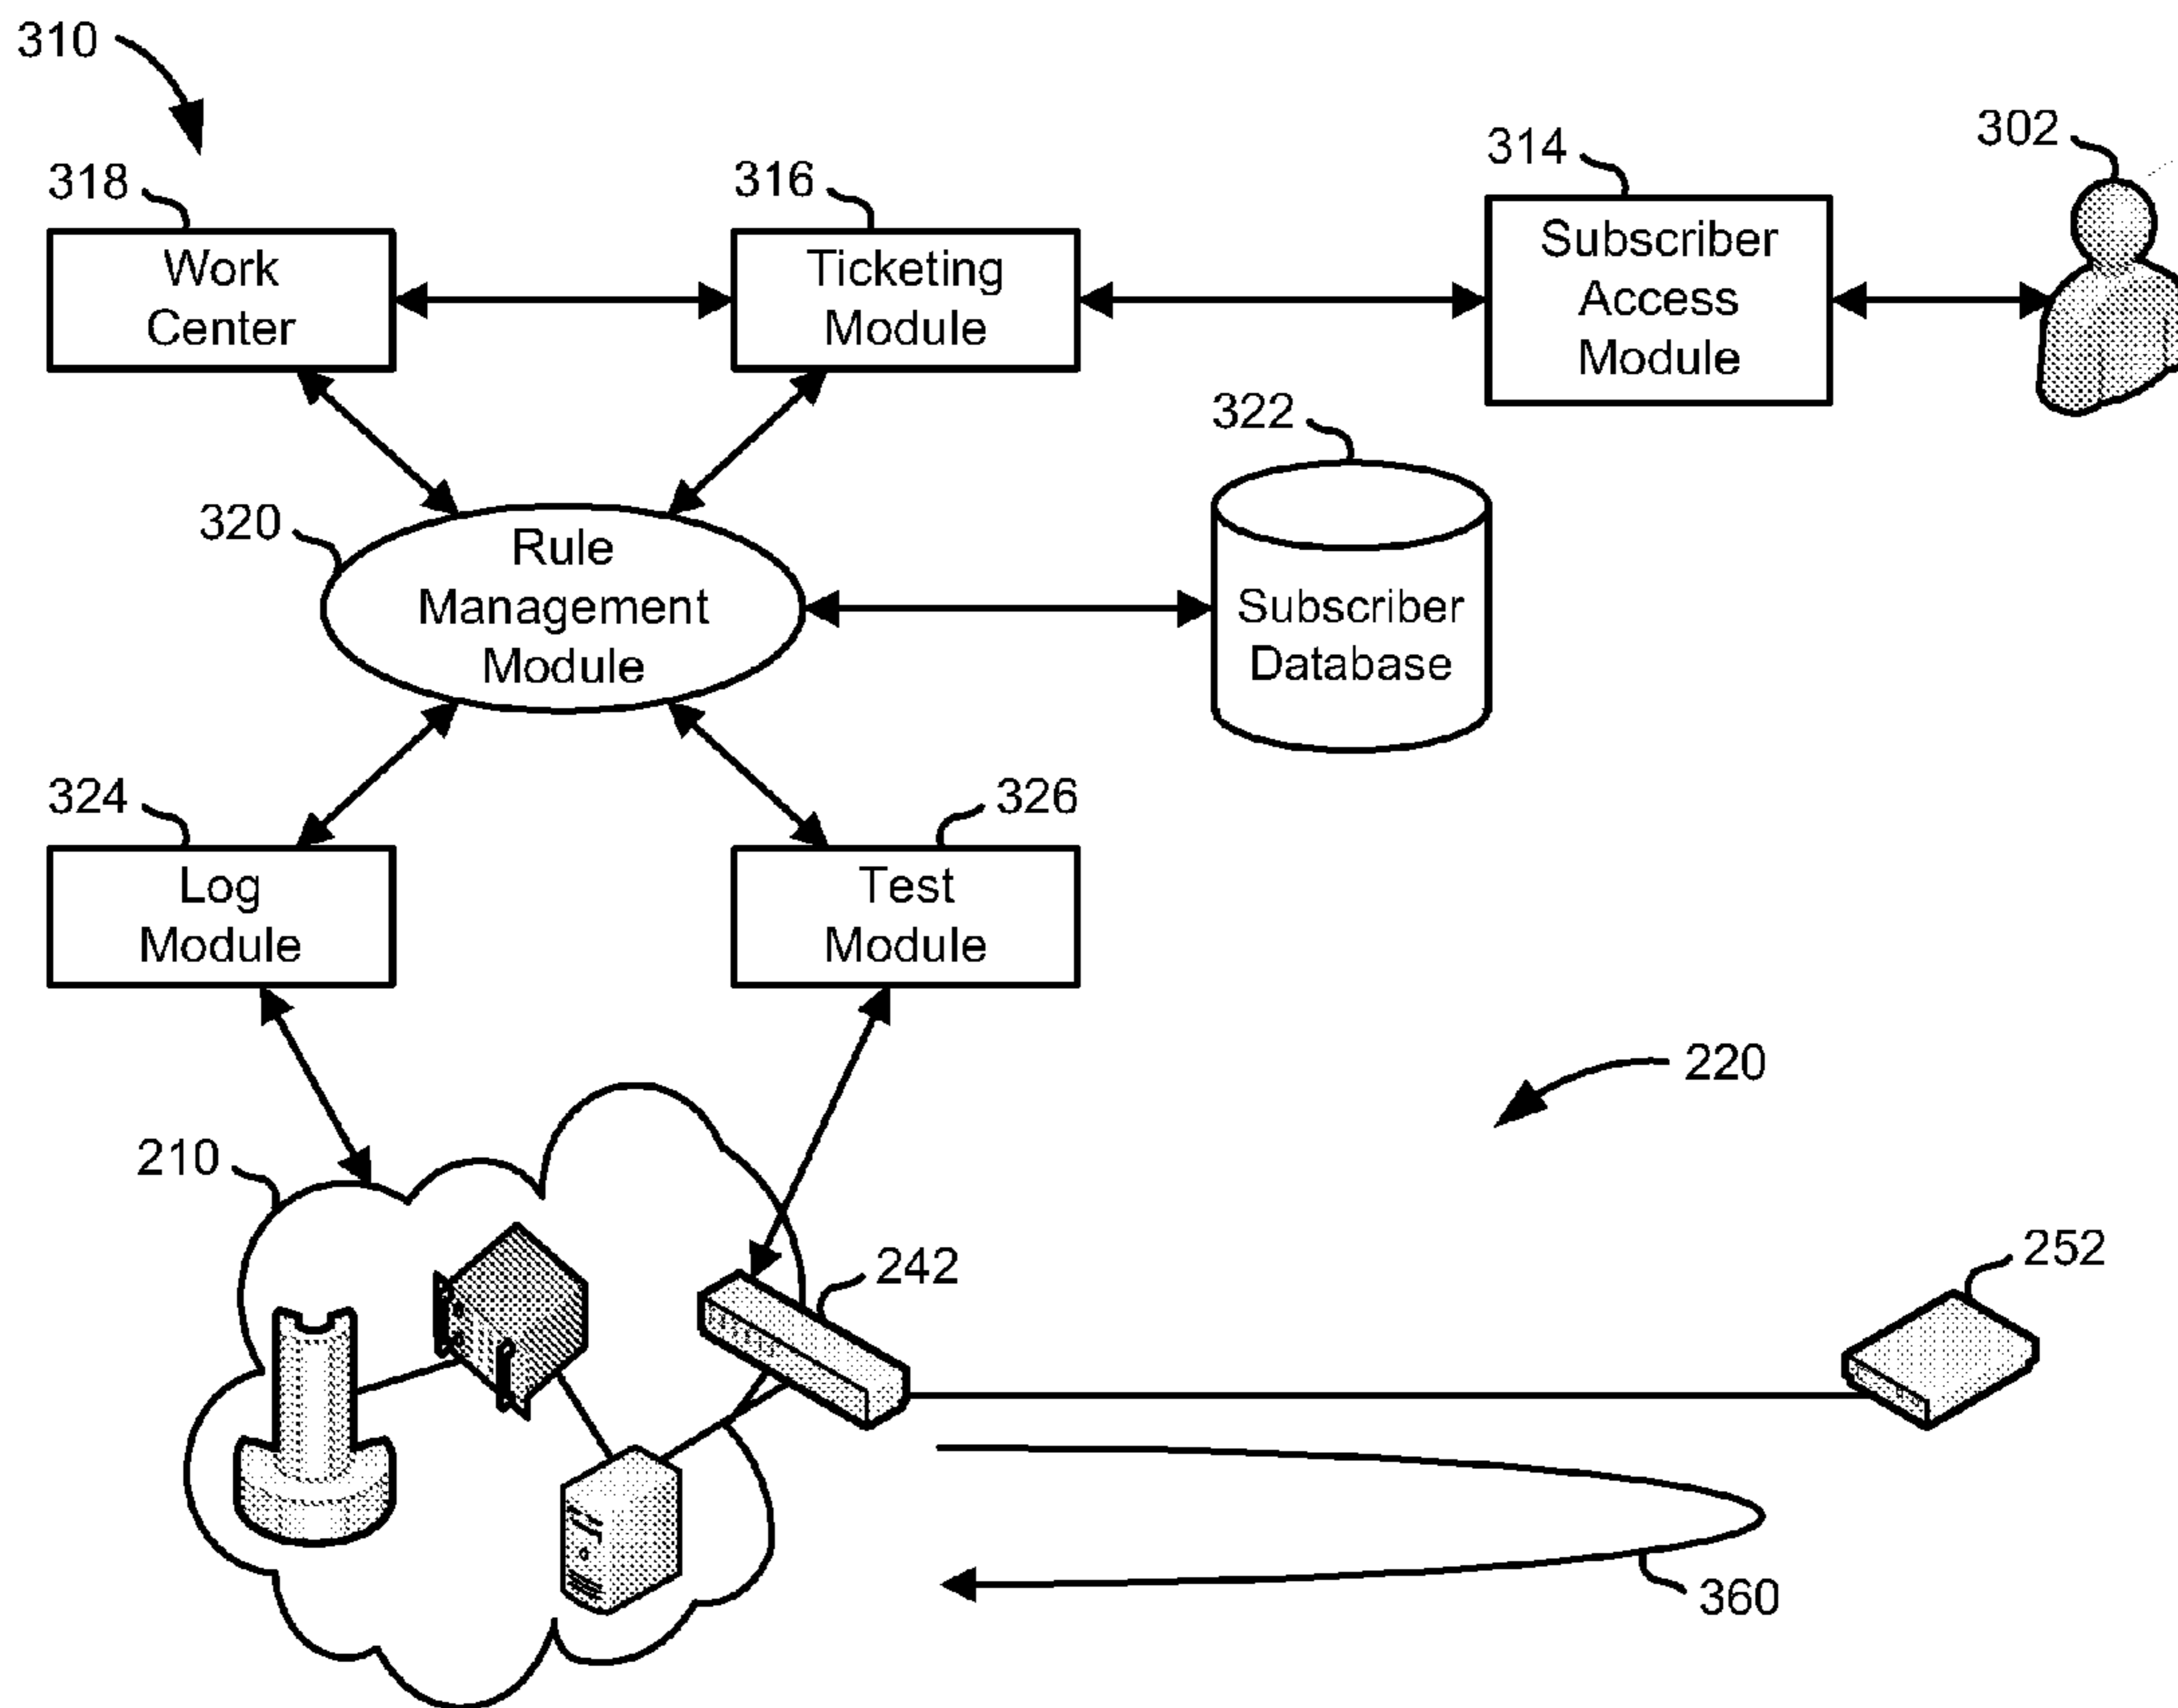 310
302
314
316
318
Work
Center
Ticketing
Module
Subscriber
Access
Module
322
320
Rule
Management
Module
Subscriber
Database
324
326
Log
Module
Test
Module
220
210
242
252
360